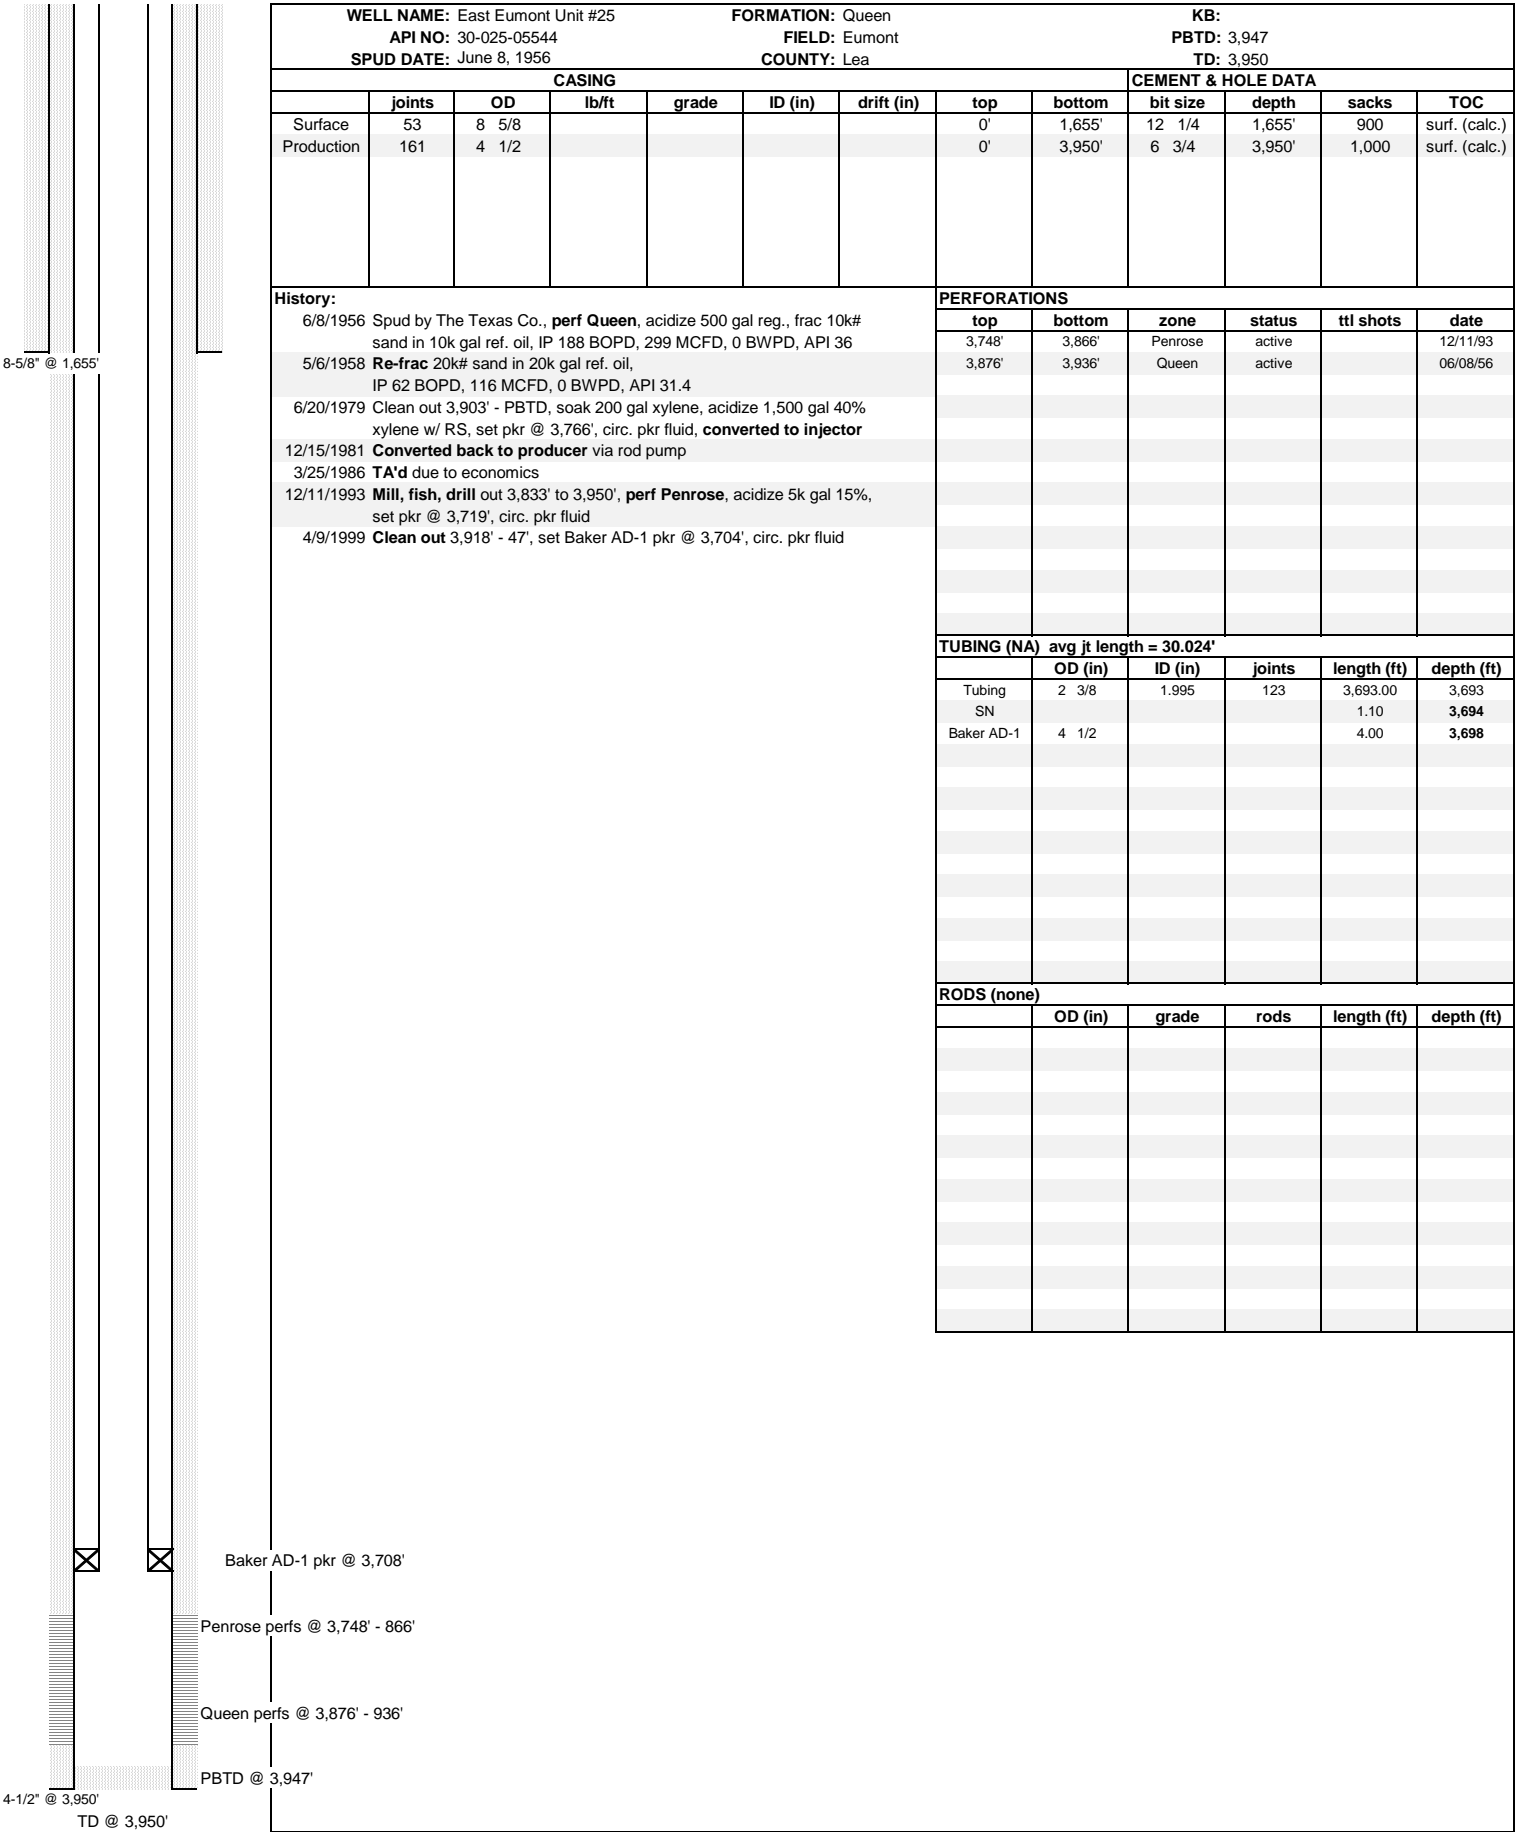 WELL NAME: East Eumont Unit #25 FORMATION: Queen KB:
API NO: 30-025-05544 FIELD: Eumont PBTD: 3,947
SPUD DATE: June 8, 1956 COUNTY: Lea TD: 3,950
CASING CEMENT & HOLE DATA
joints OD lb/ft grade ID (in) drift (in) top bottom bit size depth sacks TOC
Surface 53 8 5/8 0' 1,655' 12 1/4 1,655' 900 surf. (calc.)
Production 161 4 1/2 0' 3,950' 6 3/4 3,950' 1,000 surf. (calc.)
History:
6/8/1956 Spud by The Texas Co., perf Queen, acidize 500 gal reg., frac 10k#
sand in 10k gal ref. oil, IP 188 BOPD, 299 MCFD, 0 BWPD, API 36
5/6/1958 Re-frac 20k# sand in 20k gal ref. oil,
IP 62 BOPD, 116 MCFD, 0 BWPD, API 31.4
6/20/1979 Clean out 3,903' - PBTD, soak 200 gal xylene, acidize 1,500 gal 40%
xylene w/ RS, set pkr @ 3,766', circ. pkr fluid, converted to injector
12/15/1981 Converted back to producer via rod pump
3/25/1986 TA'd due to economics
12/11/1993 Mill, fish, drill out 3,833' to 3,950', perf Penrose, acidize 5k gal 15%,
set pkr @ 3,719', circ. pkr fluid
4/9/1999 Clean out 3,918' - 47', set Baker AD-1 pkr @ 3,704', circ. pkr fluid
PERFORATIONS
top bottom zone status ttl shots date
3,748' 3,866' Penrose active 12/11/93
3,876' 3,936' Queen active 06/08/56
TUBING (NA) avg jt length = 30.024'
OD (in) ID (in) joints length (ft) depth (ft)
Tubing 2 3/8 1.995 123 3,693.00 3,693
SN 1.10 3,694
Baker AD-1 4 1/2 4.00 3,698
RODS (none)
OD (in) grade rods length (ft) depth (ft)
8-5/8" @ 1,655'
Baker AD-1 pkr @ 3,708'
Penrose perfs @ 3,748' - 866'
Queen perfs @ 3,876' - 936'
PBTD @ 3,947'
4-1/2" @ 3,950'
TD @ 3,950'